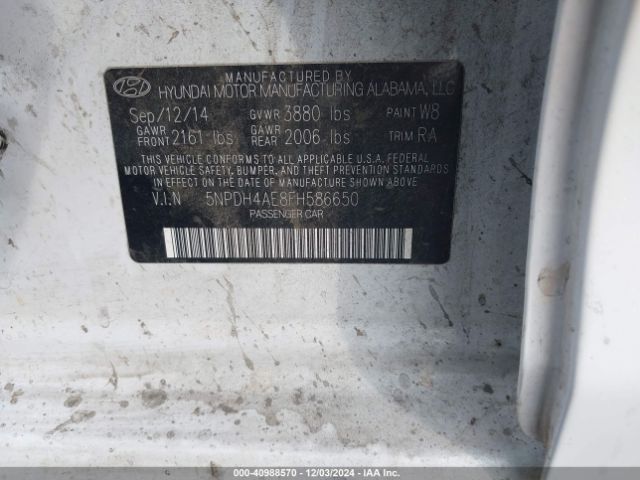 MANUFACTURED BY
HYUNDAI MOTOR MANUFACTURING ALABAMA, LLC
Sep/12/14 GVWR 3880 lbs PAINT W8
GAWR FRONT 2161 lbs GAWR REAR 2006 lbs TRIM RA
THIS VEHICLE CONFORMS TO ALL APPLICABLE U.S.A. FEDERAL
MOTOR VEHICLE SAFETY, BUMPER, AND THEFT PREVENTION STANDARDS
IN EFFECT ON THE DATE OF MANUFACTURE SHOWN ABOVE.
V.I.N 5NPDH4AE8FH586650
PASSENGER CAR
000-40988570 • 12/03/2024 • IAA Inc.